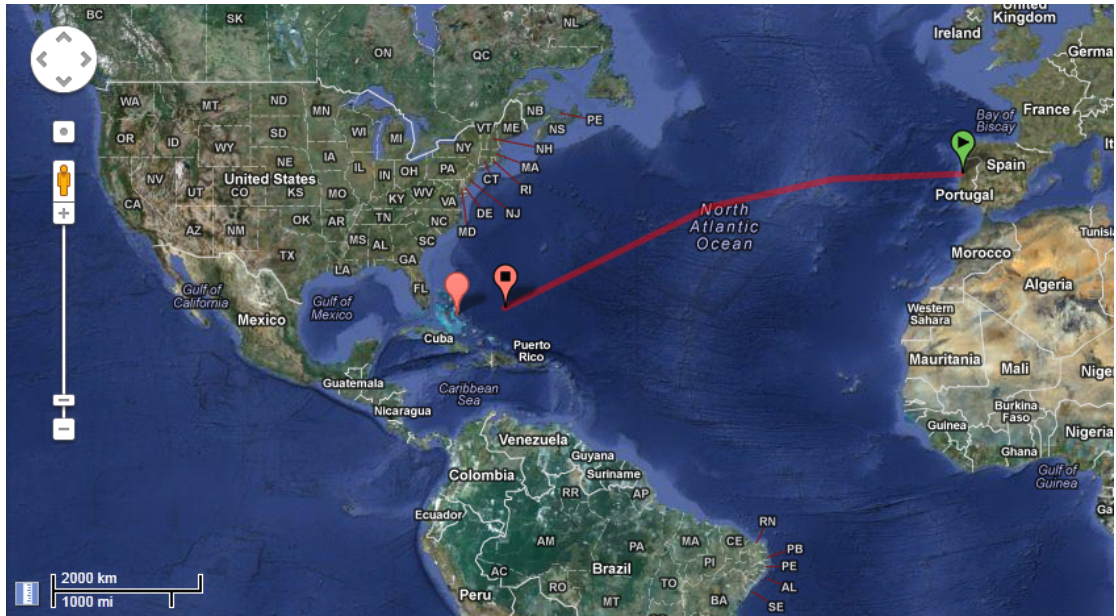 BC
SK
NL
United
Kingdom
Ireland
ON
QC
Germa
WA
MT
ND
MN
NB
PE
Bay of
Biscay
France
OR
ID
SD
WI
MI
VT
ME
NS
WY
NY
NH
It
NE
IA
MA
Spain
NV
UT
CO
United States
KS
IL
IN
OH
PA
CT
RI
MO
KY
WV
VA
DE
NJ
Portugal
CA
OK
AR
TN
NC
MD
North
Atlantic
Ocean
AZ
NM
MS
AL
SC
Tunisia
TX
LA
GA
Morocco
FL
Algeria
Gulf of
California
Gulf of
Mexico
Western
Sahara
Mexico
Cuba
Puerto
Rico
Mauritania
Mali
Niger
Guatemala
Caribbean
Sea
Nicaragua
Burkina
Faso
Guinea
Nigeria
Venezuela
Guyana
Ghana
Suriname
Colombia
Gulf of
Guinea
RR
AP
Ga
Ecuador
RN
AM
PA
MA
CE
PB
PI
PE
AC
Brazil
TO
AL
2000 km
RO
1000 mi
Peru
MT
BA
SE